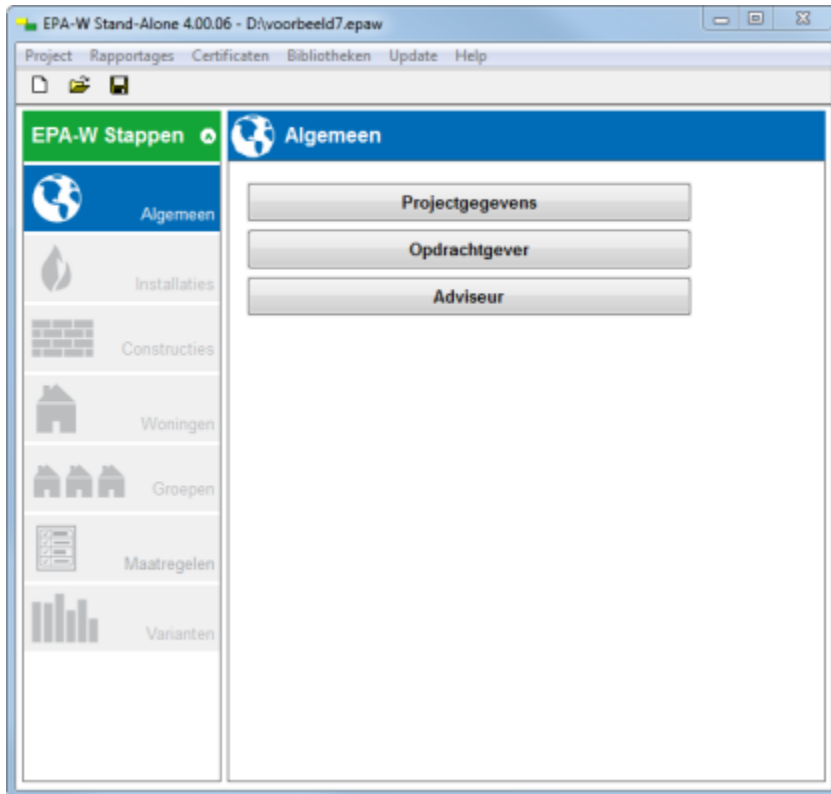 EPA-W Stand-Alone 4.00.06 - D:\voorbeeld7.epaw
Project Rapportages Certificaten Bibliotheken Update Help
EPA-W Stappen
Algemeen
Algemeen
Projectgegevens
Opdrachtgever
Adviseur
Installaties
Constructies
Woningen
Groepen
Maatregelen
Varianten